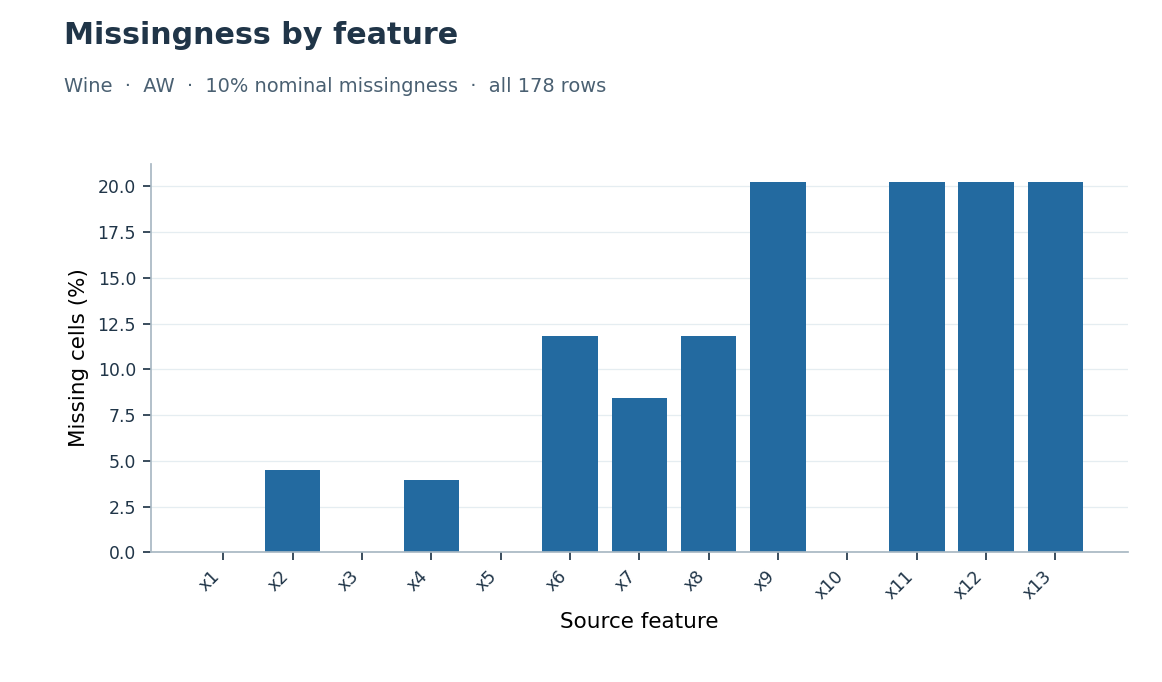 Missingness by feature
Wine · AW · 10% nominal missingness · all 178 rows
Missing cells (%)
20.0
17.5
15.0
12.5
10.0
7.5
5.0
2.5
0.0
x1 x2 x3 x4 x5 x6 x7 x8 x9 x10 x11 x12 x13
Source feature